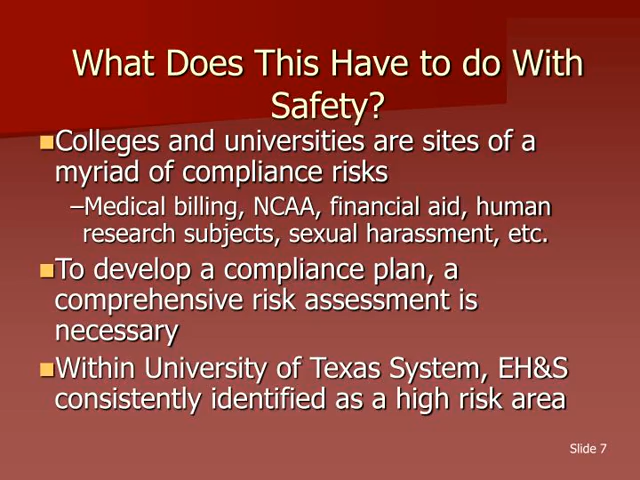 What Does This Have to do With
Safety?
Colleges and universities are sites of a
myriad of compliance risks
–Medical billing, NCAA, financial aid, human
research subjects, sexual harassment, etc.
To develop a compliance plan, a
comprehensive risk assessment is
necessary
Within University of Texas System, EH&S
consistently identified as a high risk area
Slide 7